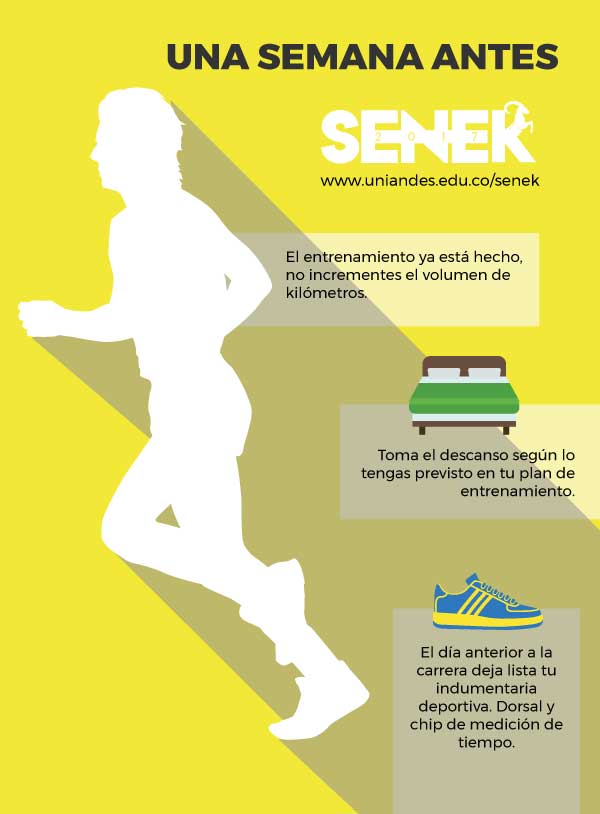 UNA SEMANA ANTES
SENEK
2017
www.uniandes.edu.co/senek
El entrenamiento ya está hecho,
no incrementes el volumen de
kilómetros.
Toma el descanso según lo
tengas previsto en tu plan de
entrenamiento.
El día anterior a la
carrera deja lista tu
indumentaria
deportiva. Dorsal y
chip de medición de
tiempo.